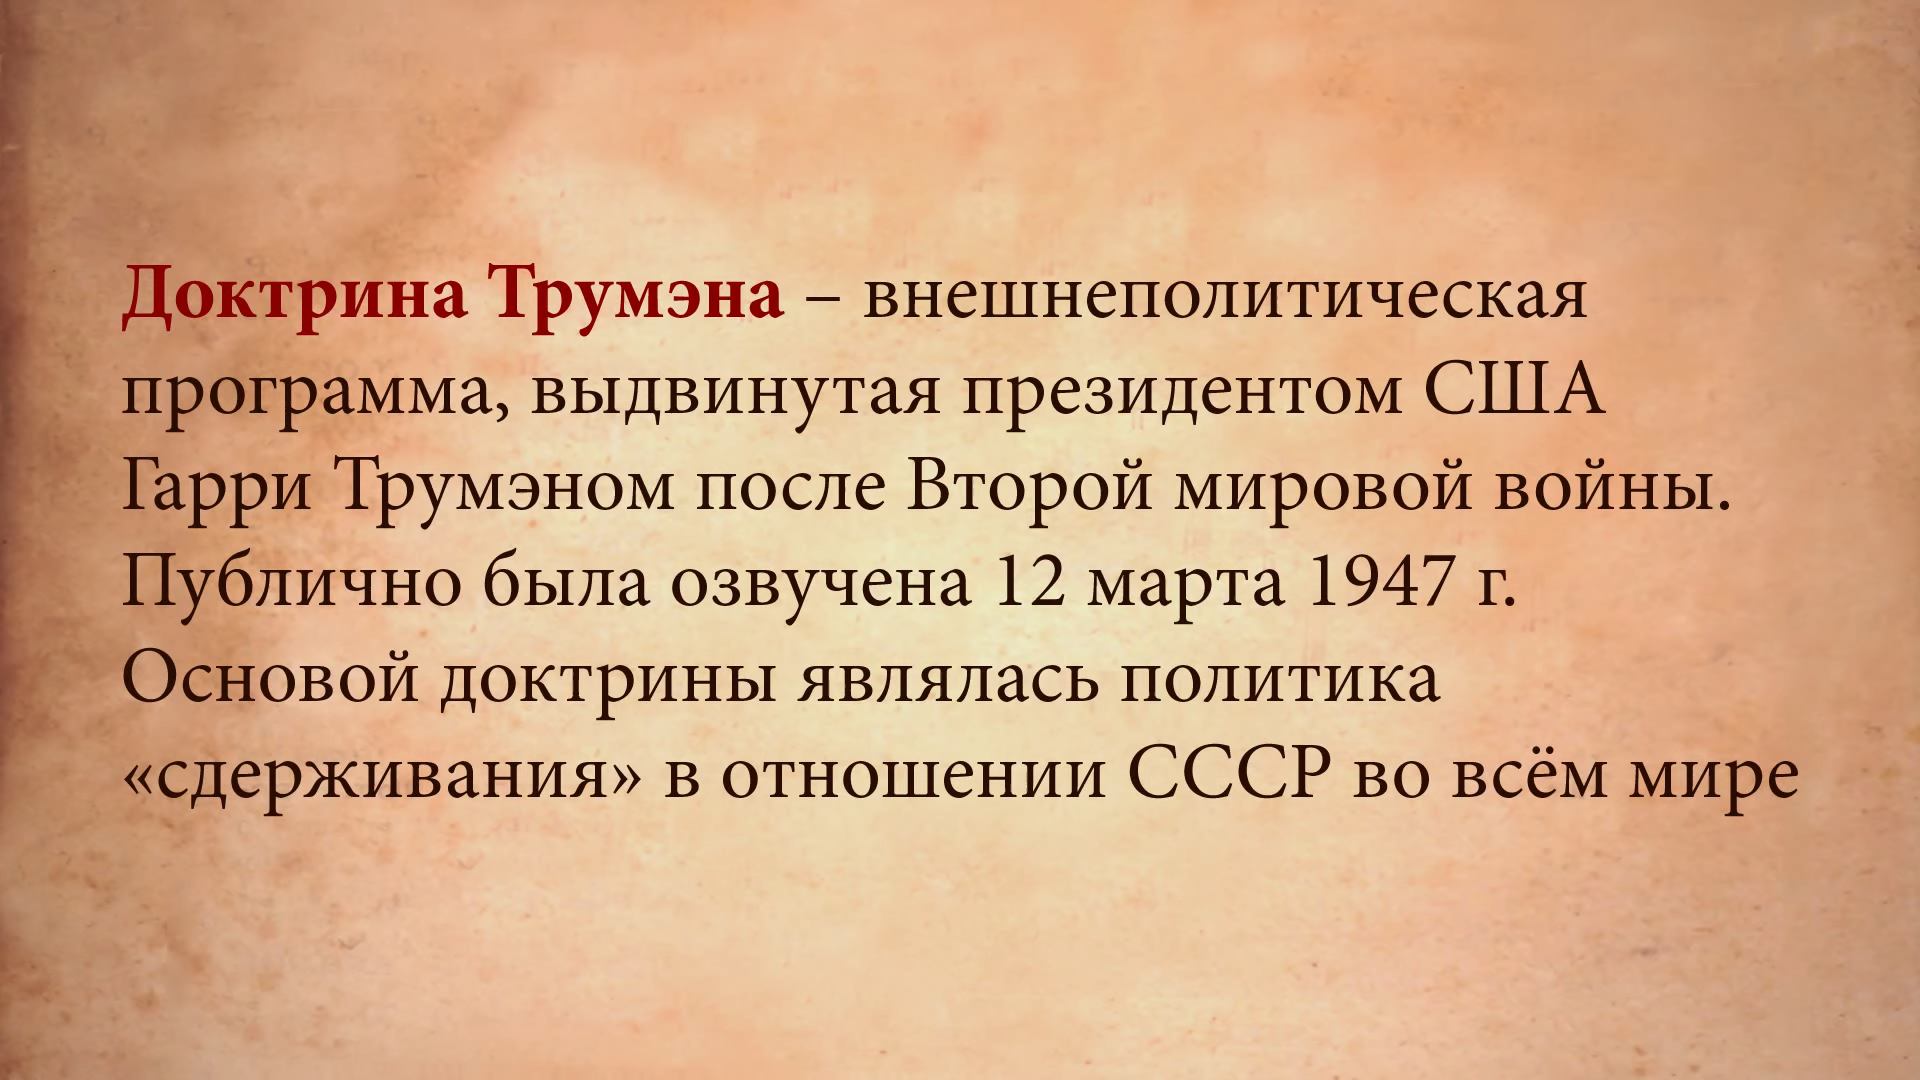 Доктрина Трумэна – внешнеполитическая
программа, выдвинутая президентом США
Гарри Трумэном после Второй мировой войны.
Публично была озвучена 12 марта 1947 г.
Основой доктрины являлась политика
«сдерживания» в отношении СССР во всём мире